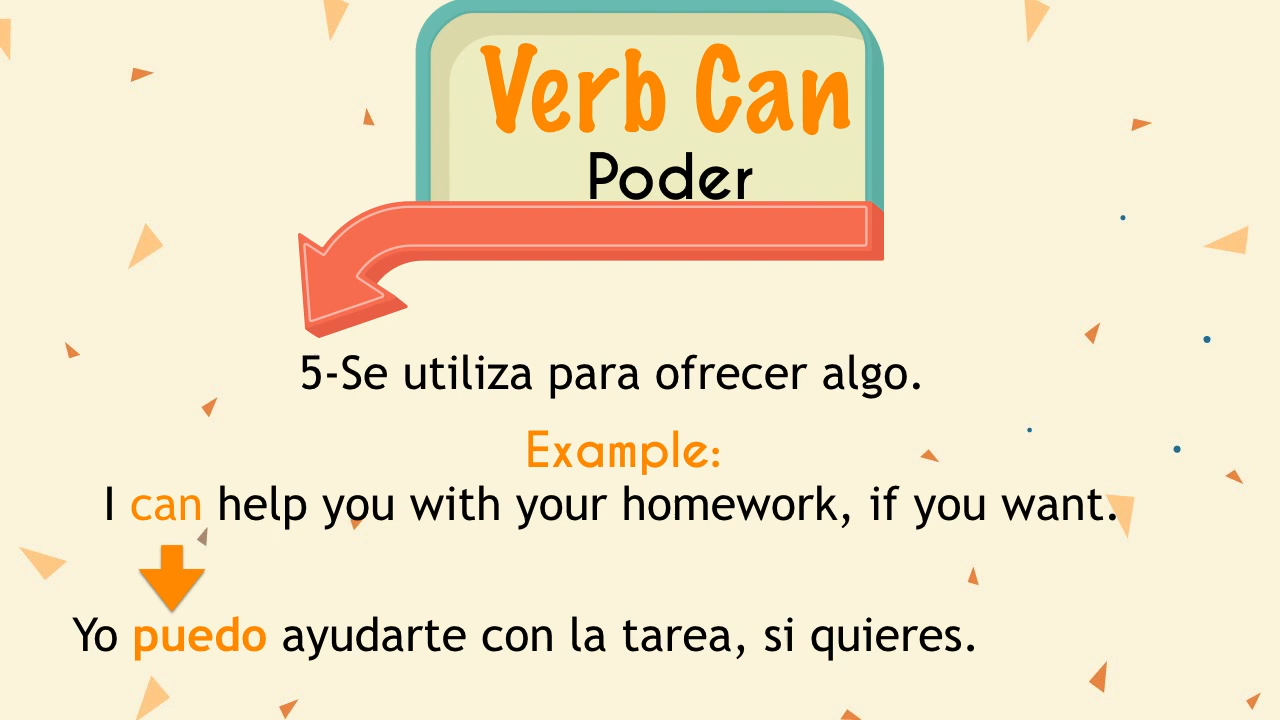 Verb Can
Poder
5-Se utiliza para ofrecer algo.
Example:
I can help you with your homework, if you want.
Yo puedo ayudarte con la tarea, si quieres.